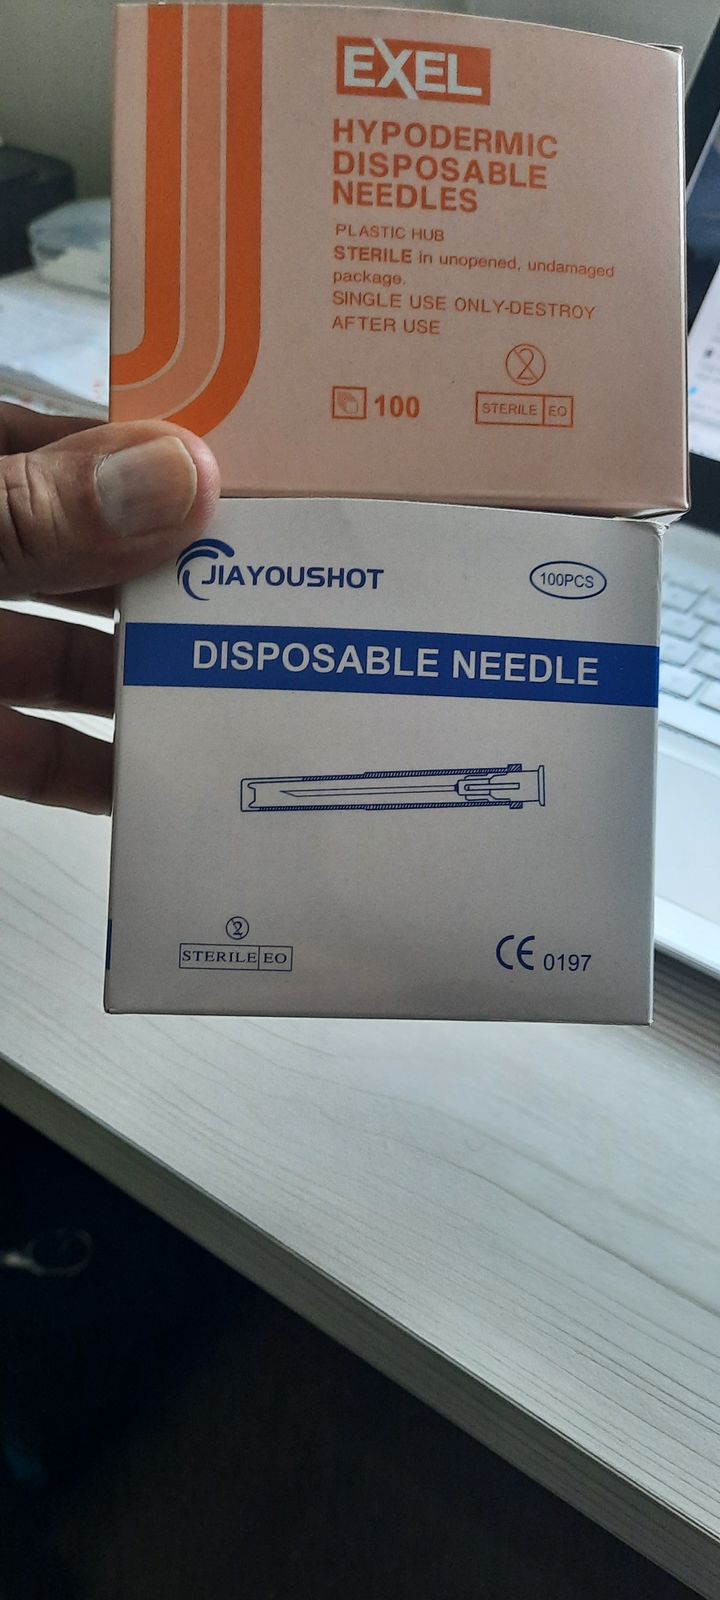 EXEL
HYPODERMIC
DISPOSABLE
NEEDLES
PLASTIC HUB
STERILE in unopened, undamaged
package.
SINGLE USE ONLY-DESTROY
AFTER USE
2
100
STERILE EO
JIAYOUSHOT
100PCS
DISPOSABLE NEEDLE
2
STERILE EO
CE 0197